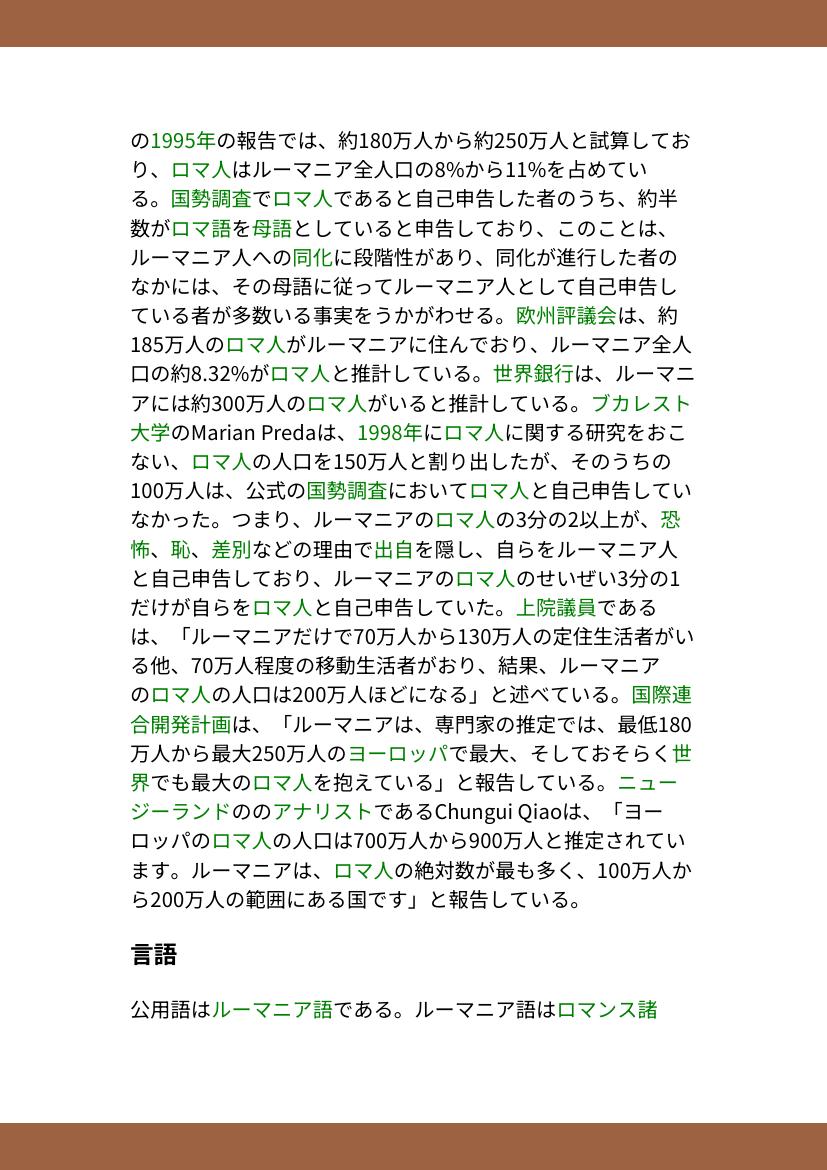 の1995年の報告では、約180万人から約250万人と試算してお
り、ロマ人はルーマニア全人口の8%から11%を占めてい
る。国勢調査でロマ人であると自己申告した者のうち、約半
数がロマ語を母語としていると申告しており、このことは、
ルーマニア人への同化に段階性があり、同化が進行した者の
なかには、その母語に従ってルーマニア人として自己申告し
ている者が多数いる事実をうかがわせる。欧州評議会は、約
185万人のロマ人がルーマニアに住んでおり、ルーマニア全人
口の約8.32%がロマ人と推計している。世界銀行は、ルーマニ
アには約300万人のロマ人がいると推計している。ブカレスト
大学のMarian Predaは、1998年にロマ人に関する研究をおこ
ない、ロマ人の人口を150万人と割り出したが、そのうちの
100万人は、公式の国勢調査においてロマ人と自己申告してい
なかった。つまり、ルーマニアのロマ人の3分の2以上が、恐
怖、恥、差別などの理由で出自を隠し、自らをルーマニア人
と自己申告しており、ルーマニアのロマ人のせいぜい3分の1
だけが自らをロマ人と自己申告していた。上院議員である
は、「ルーマニアだけで70万人から130万人の定住生活者がい
る他、70万人程度の移動生活者がおり、結果、ルーマニア
のロマ人の人口は200万人ほどになる」と述べている。国際連
合開発計画は、「ルーマニアは、専門家の推定では、最低180
万人から最大250万人のヨーロッパで最大、そしておそらく世
界でも最大のロマ人を抱えている」と報告している。ニュー
ジーランドののアナリストであるChungui Qiaoは、「ヨー
ロッパのロマ人の人口は700万人から900万人と推定されてい
ます。ルーマニアは、ロマ人の絶対数が最も多く、100万人か
ら200万人の範囲にある国です」と報告している。
言語
公用語はルーマニア語である。ルーマニア語はロマンス諸